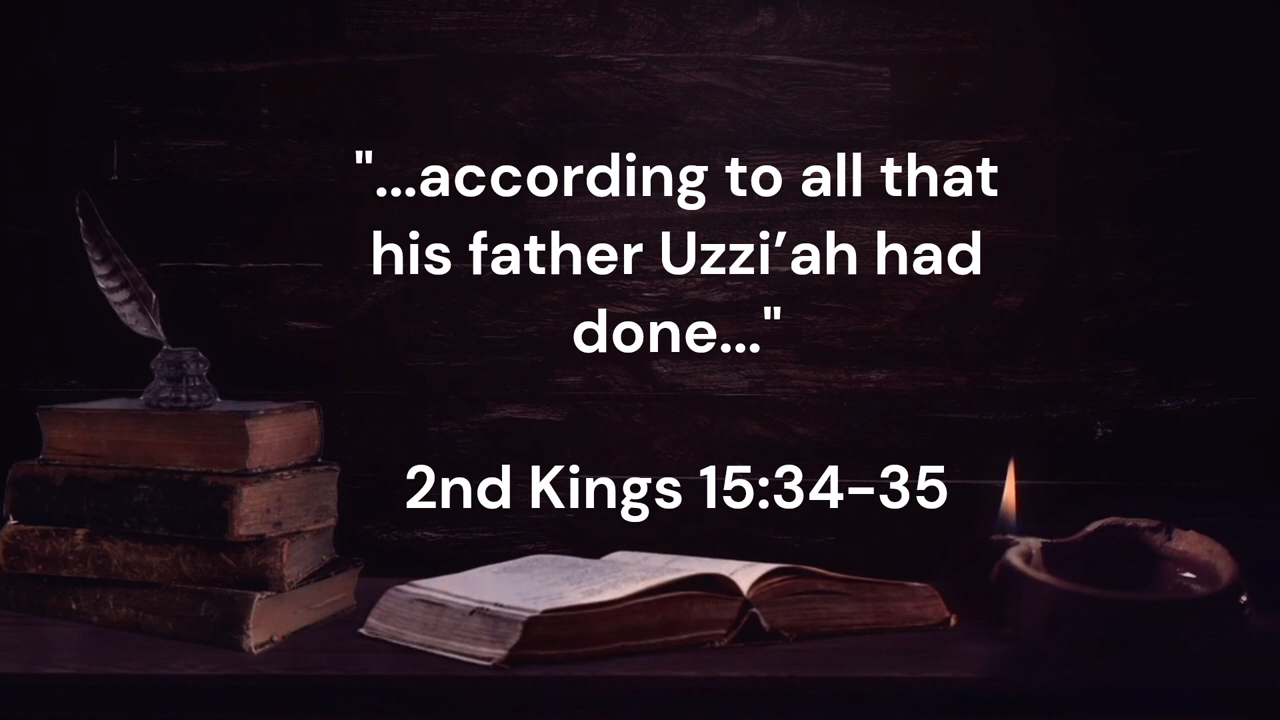 "...according to all that
his father Uzzi’ah had
done..."
2nd Kings 15:34-35